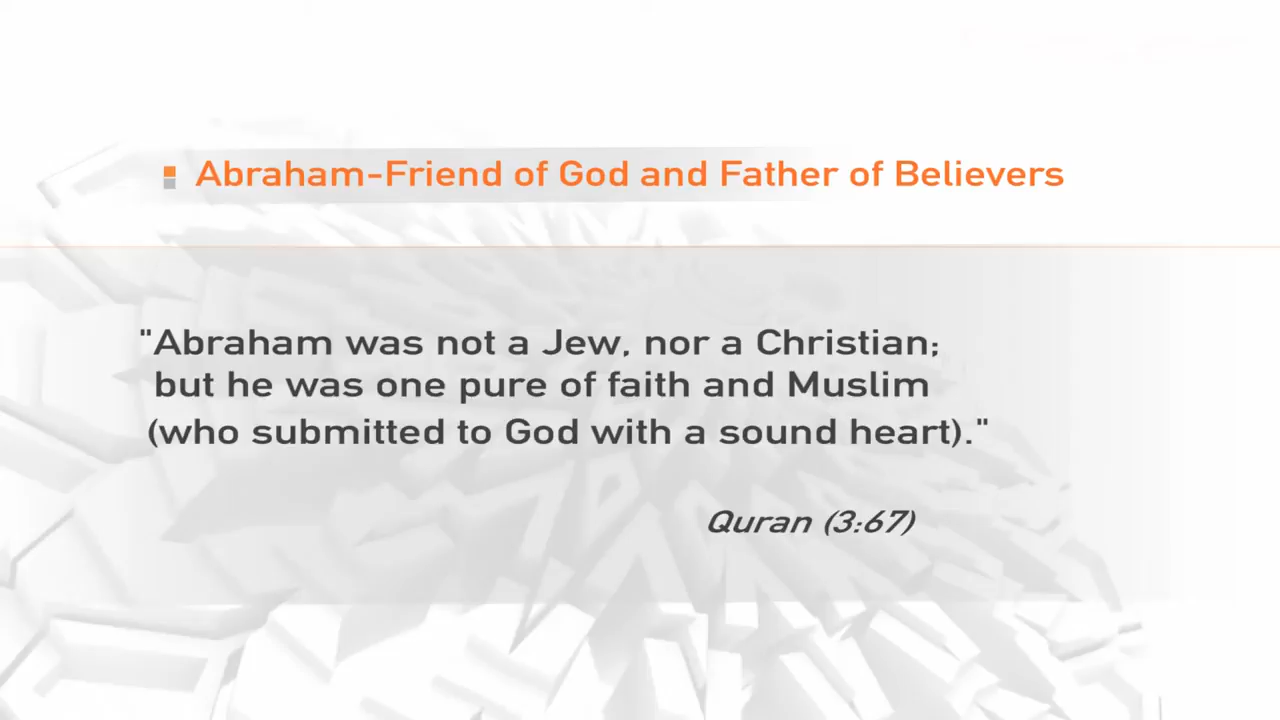 Abraham-Friend of God and Father of Believers
"Abraham was not a Jew, nor a Christian;
but he was one pure of faith and Muslim
(who submitted to God with a sound heart)."
Quran (3:67)